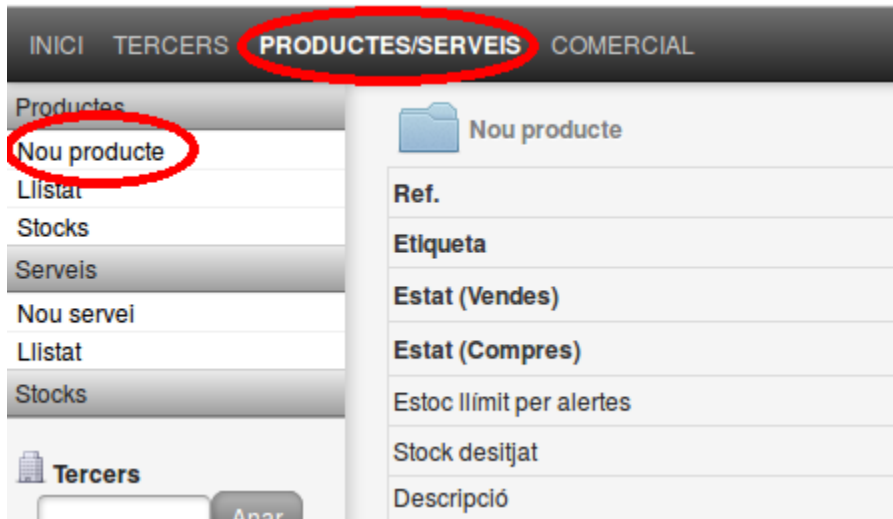 INICI TERCERS PRODUCTES/SERVEIS COMERCIAL
Productes
Nou producte
Llistat
Stocks
Serveis
Nou servei
Llistat
Stocks
Tercers
Anar
Nou producte
Ref.
Etiqueta
Estat (Vendes)
Estat (Compres)
Estoc llímit per alertes
Stock desitjat
Descripció